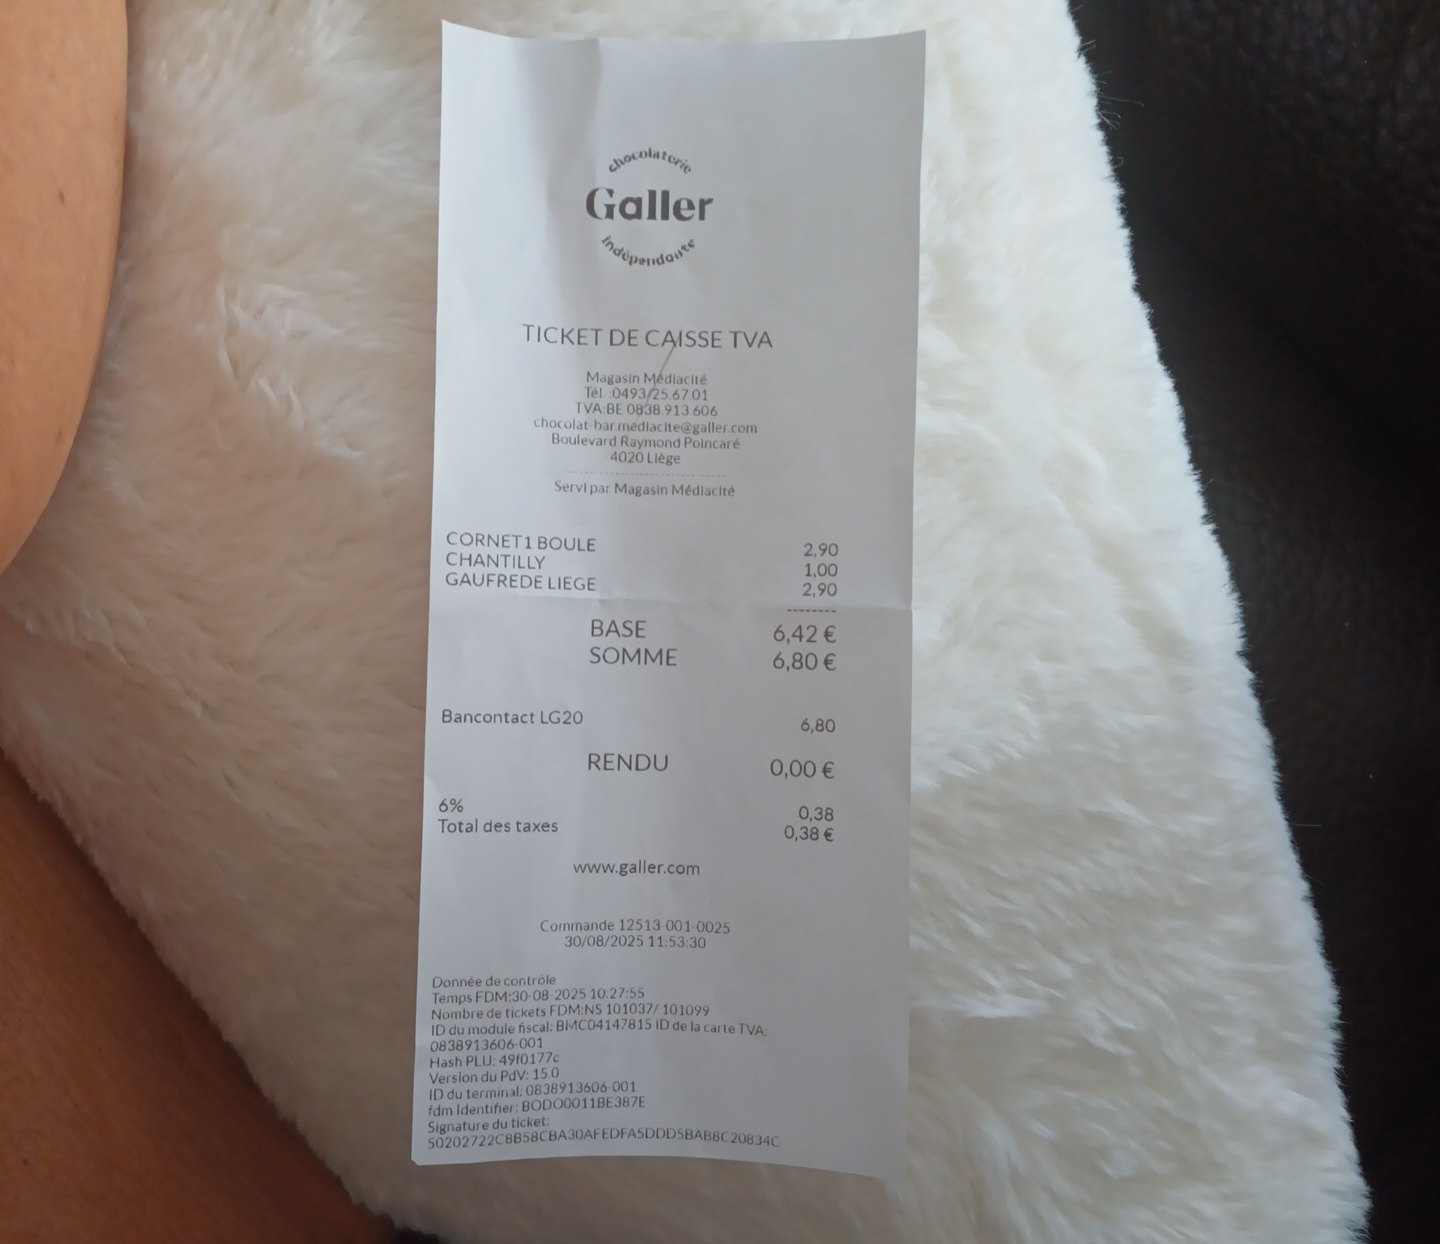 chocolaterie
Galler
indépendante
TICKET DE CAISSE TVA
Magasin Médiacité
Tél. :0493/25.67.01
TVA:BE 0838.913.606
chocolat-bar.mediacite@galler.com
Boulevard Raymond Poincaré
4020 Liège
Servi par Magasin Médiacité
CORNET 1 BOULE 2,90
CHANTILLY 1,00
GAUFRE DE LIEGE 2,90
--------
BASE 6,42 €
SOMME 6,80 €
Bancontact LG20 6,80
RENDU 0,00 €
6% 0,38
Total des taxes 0,38 €
www.galler.com
Commande 12513-001-0025
30/08/2025 11:53:30
Donnée de contrôle
Temps FDM:30-08-2025 10:27:55
Nombre de tickets FDM:NS 101037/ 101099
ID du module fiscal: BMC04147815 ID de la carte TVA:
0838913606-001
Hash PLU: 49f0177c
Version du PdV: 15.0
ID du terminal: 0838913606-001
fdm Identifier: BODO0011BE387E
Signature du ticket:
50202722C8B58CBA30AFEDFA5DDD5BAB8C20834C